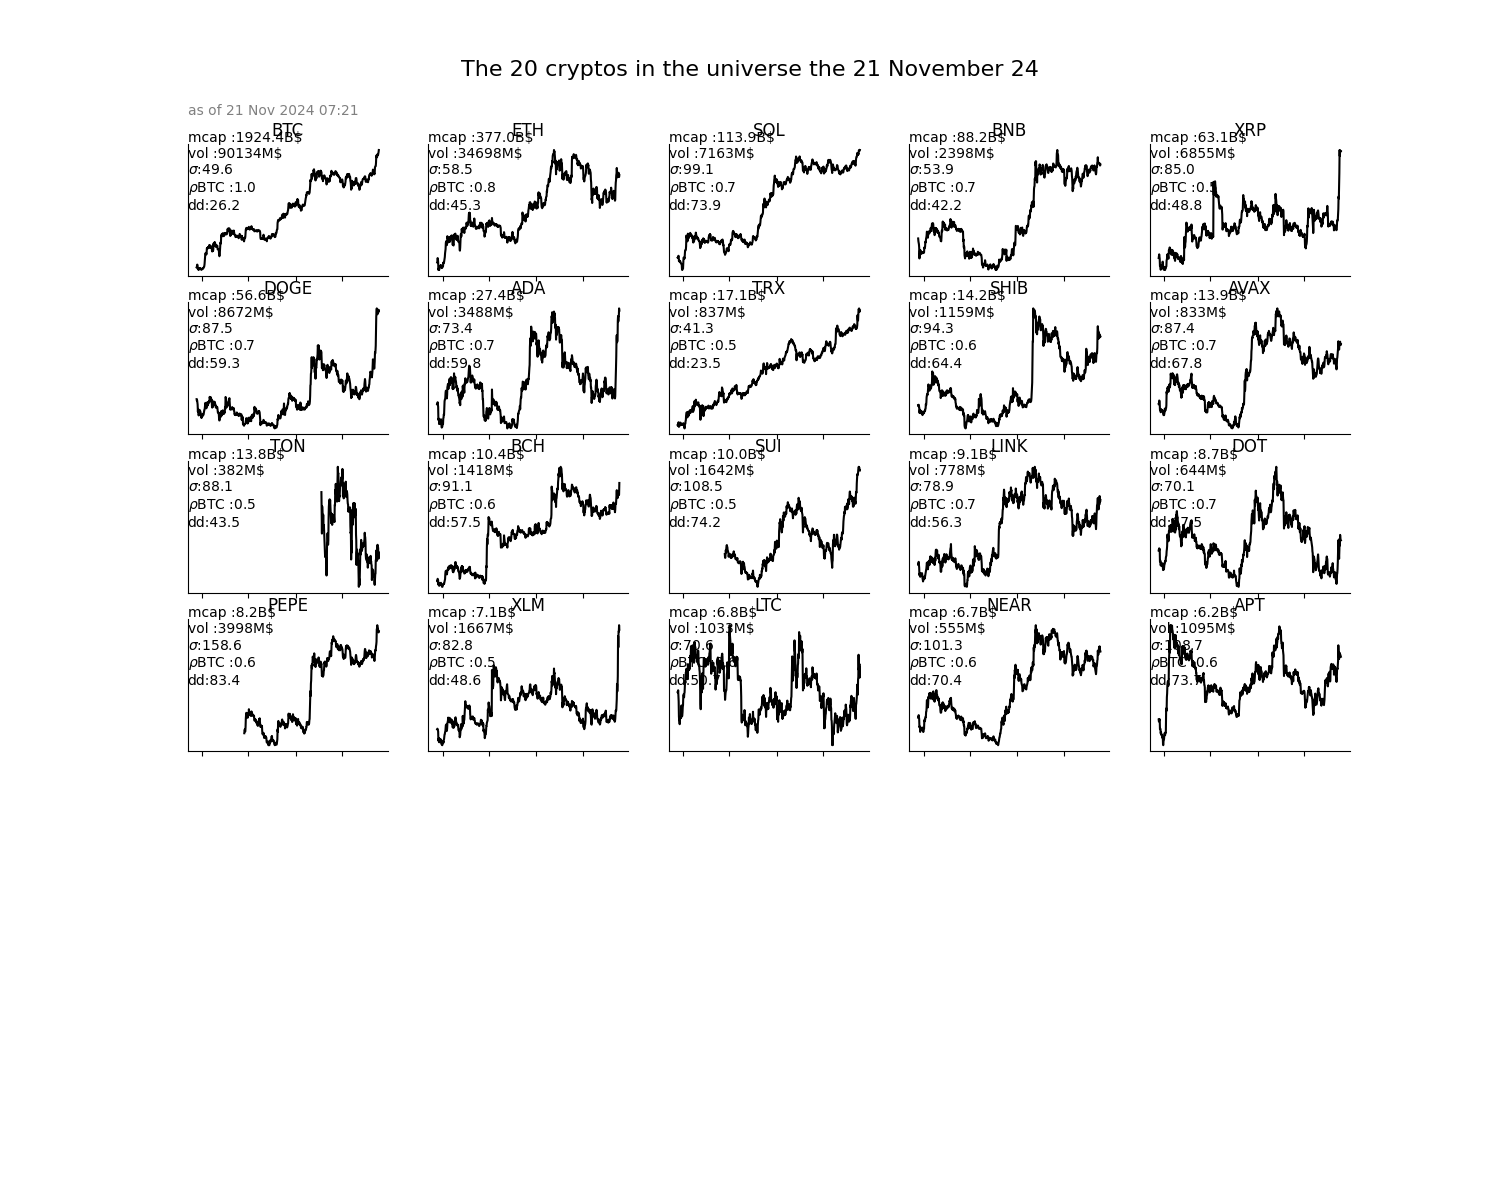 The 20 cryptos in the universe the 21 November 24
as of 21 Nov 2024 07:21
BTC
mcap :1924.4B$
vol :90134M$
σ:49.6
ρBTC :1.0
dd:26.2
ETH
mcap :377.0B$
vol :34698M$
σ:58.5
ρBTC :0.8
dd:45.3
SOL
mcap :113.9B$
vol :7163M$
σ:99.1
ρBTC :0.7
dd:73.9
BNB
mcap :88.2B$
vol :2398M$
σ:53.9
ρBTC :0.7
dd:42.2
XRP
mcap :63.1B$
vol :6855M$
σ:85.0
ρBTC :0.5
dd:48.8
DOGE
mcap :56.6B$
vol :8672M$
σ:87.5
ρBTC :0.7
dd:59.3
ADA
mcap :27.4B$
vol :3488M$
σ:73.4
ρBTC :0.7
dd:59.8
TRX
mcap :17.1B$
vol :837M$
σ:41.3
ρBTC :0.5
dd:23.5
SHIB
mcap :14.2B$
vol :1159M$
σ:94.3
ρBTC :0.6
dd:64.4
AVAX
mcap :13.9B$
vol :833M$
σ:87.4
ρBTC :0.7
dd:67.8
TON
mcap :13.8B$
vol :382M$
σ:88.1
ρBTC :0.5
dd:43.5
BCH
mcap :10.4B$
vol :1418M$
σ:91.1
ρBTC :0.6
dd:57.5
SUI
mcap :10.0B$
vol :1642M$
σ:108.5
ρBTC :0.5
dd:74.2
LINK
mcap :9.1B$
vol :778M$
σ:78.9
ρBTC :0.7
dd:56.3
DOT
mcap :8.7B$
vol :644M$
σ:70.1
ρBTC :0.7
PEPE
mcap :8.2B$
vol :3998M$
σ:158.6
ρBTC :0.6
dd:83.4
XLM
mcap :7.1B$
vol :1667M$
σ:82.8
ρBTC :0.5
dd:48.6
LTC
mcap :6.8B$
vol :1033M$
σ:70.6
NEAR
mcap :6.7B$
vol :555M$
σ:101.3
ρBTC :0.6
dd:70.4
APT
mcap :6.2B$
vol :1095M$
σ:108.7
ρBTC :0.6